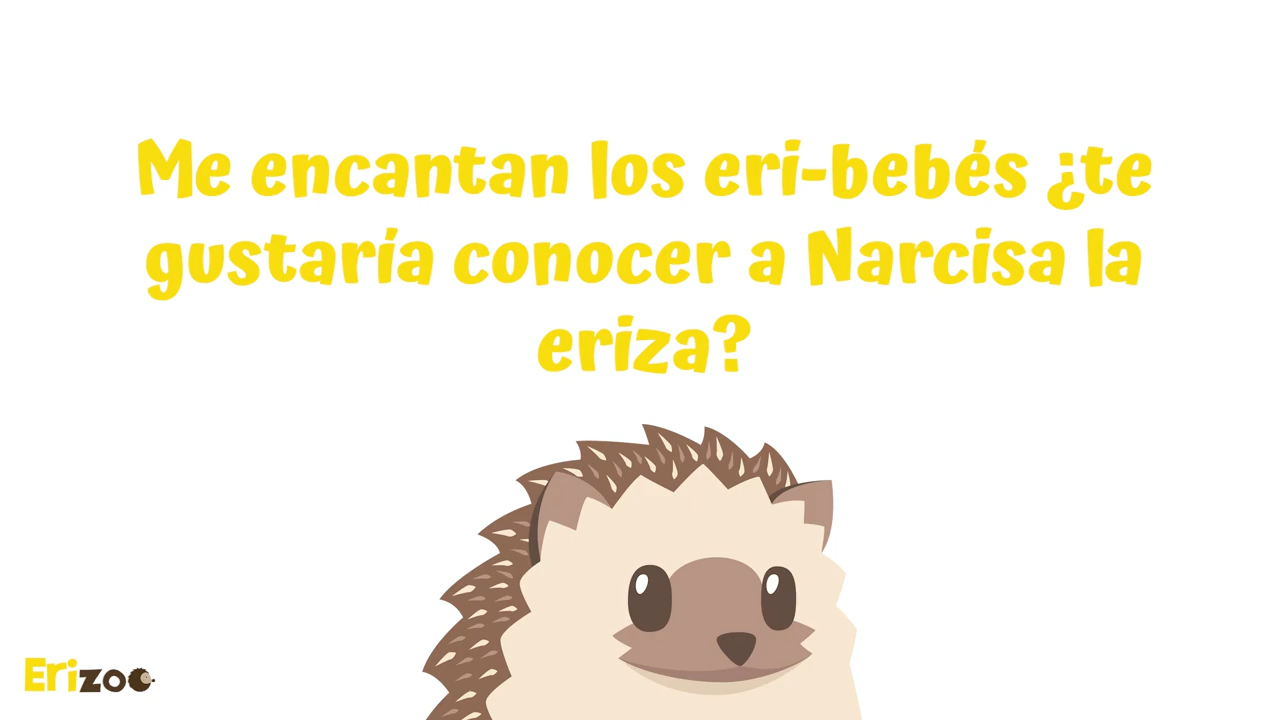 Me encantan los eri-bebés ¿te
gustaría conocer a Narcisa la
eriza?
Erizoo